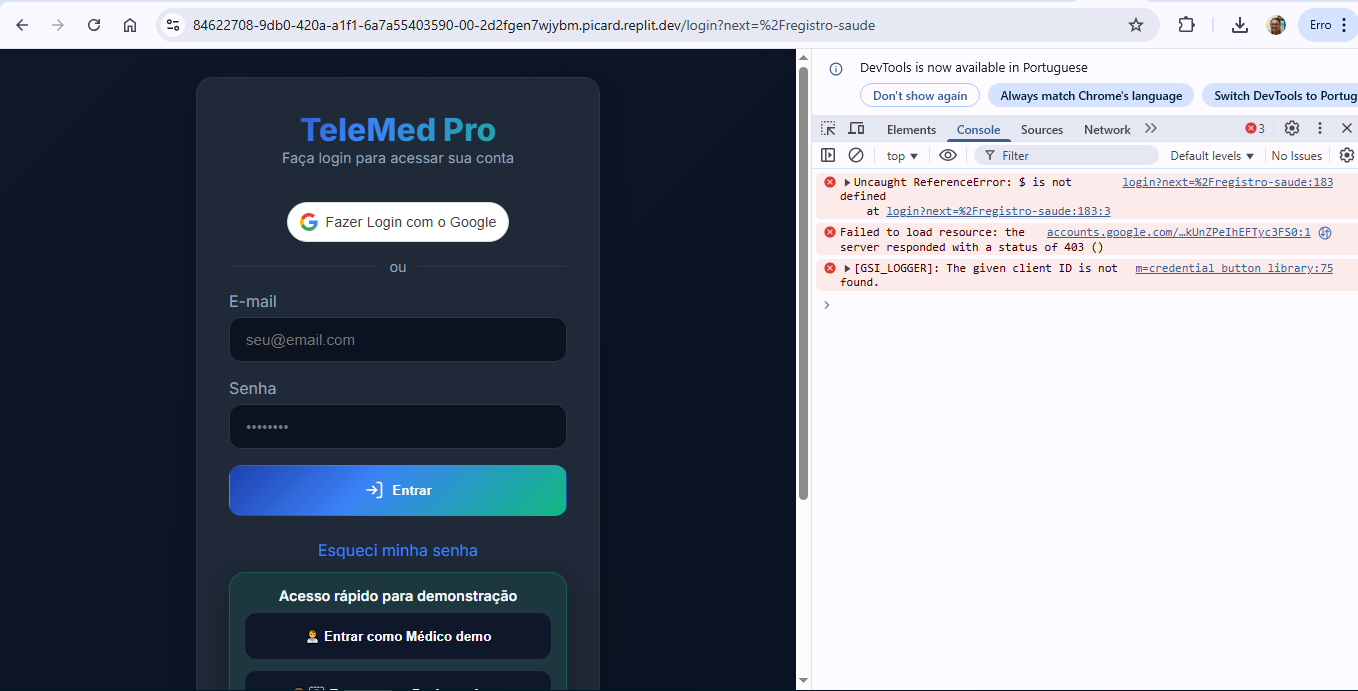 84622708-9db0-420a-a1f1-6a7a55403590-00-2d2fgen7wjybm.picard.replit.dev/login?next=%2Fregistro-saude
Erro
TeleMed Pro
Faça login para acessar sua conta
Fazer Login com o Google
ou
E-mail
seu@email.com
Senha
Entrar
Esqueci minha senha
Acesso rápido para demonstração
Entrar como Médico demo
DevTools is now available in Portuguese
Don't show again
Always match Chrome's language
Switch DevTools to Portug
Elements
Console
Sources
Network
3
top
Filter
Default levels
No Issues
Uncaught ReferenceError: $ is not login?next=%2Fregistro-saude:183
defined
at login?next=%2Fregistro-saude:183:3
Failed to load resource: the accounts.google.com/…kUnZPeIhEFTyc3FS0:1
server responded with a status of 403 ()
[GSI_LOGGER]: The given client ID is not m=credential_button_library:75
found.